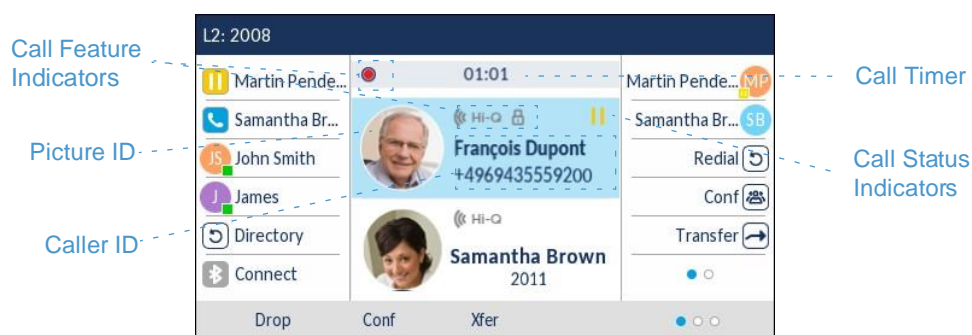 L2: 2008
Call Feature
Indicators
Picture ID
Caller ID
Martin Pende...
Samantha Br...
JS John Smith
J James
Directory
Connect
01:01
Hi-Q
François Dupont
+4969435559200
Hi-Q
Samantha Brown
2011
Martin Pende... MP
Samantha Br... SB
Redial
Conf
Transfer
Call Timer
Call Status
Indicators
Drop Conf Xfer